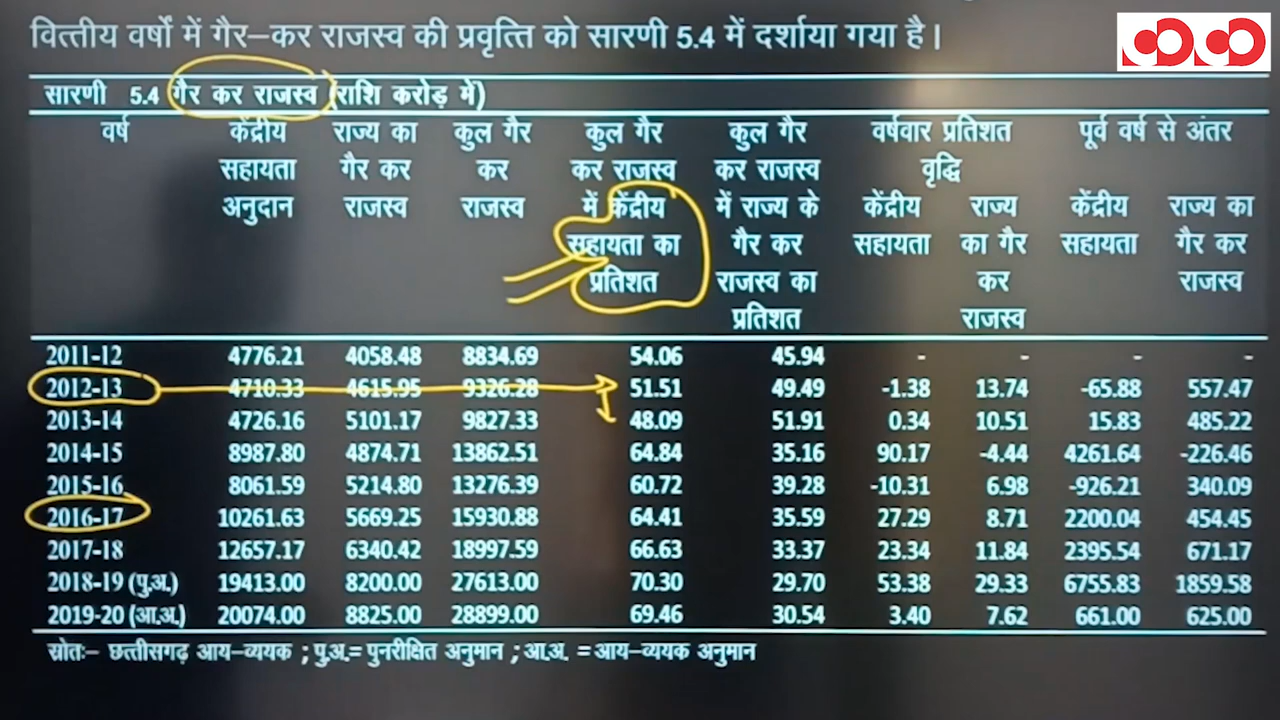 वित्तीय वर्षों में गैर–कर राजस्व की प्रवृत्ति को सारणी 5.4 में दर्शाया गया है।
सारणी 5.4 गैर कर राजस्व (राशि करोड़ में)
वर्ष केंद्रीय राज्य का कुल गैर कुल गैर कुल गैर वर्षवार प्रतिशत पूर्व वर्ष से अंतर
सहायता गैर कर कर कर राजस्व कर राजस्व वृद्धि
अनुदान राजस्व राजस्व में केंद्रीय में राज्य के केंद्रीय राज्य केंद्रीय राज्य का
सहायता का गैर कर सहायता का गैर सहायता गैर कर
प्रतिशत राजस्व का कर राजस्व
प्रतिशत राजस्व
2011-12 4776.21 4058.48 8834.69 54.06 45.94 - - - -
2012-13 4710.33 4615.95 9326.28 51.51 49.49 -1.38 13.74 -65.88 557.47
2013-14 4726.16 5101.17 9827.33 48.09 51.91 0.34 10.51 15.83 485.22
2014-15 8987.80 4874.71 13862.51 64.84 35.16 90.17 -4.44 4261.64 -226.46
2015-16 8061.59 5214.80 13276.39 60.72 39.28 -10.31 6.98 -926.21 340.09
2016-17 10261.63 5669.25 15930.88 64.41 35.59 27.29 8.71 2200.04 454.45
2017-18 12657.17 6340.42 18997.59 66.63 33.37 23.34 11.84 2395.54 671.17
2018-19 (पु.अ.) 19413.00 8200.00 27613.00 70.30 29.70 53.38 29.33 6755.83 1859.58
2019-20 (आ.अ.) 20074.00 8825.00 28899.00 69.46 30.54 3.40 7.62 661.00 625.00
स्रोतः– छत्तीसगढ़ आय–व्ययक ; पु.अ.= पुनरीक्षित अनुमान ; आ.अ. = आय–व्ययक अनुमान